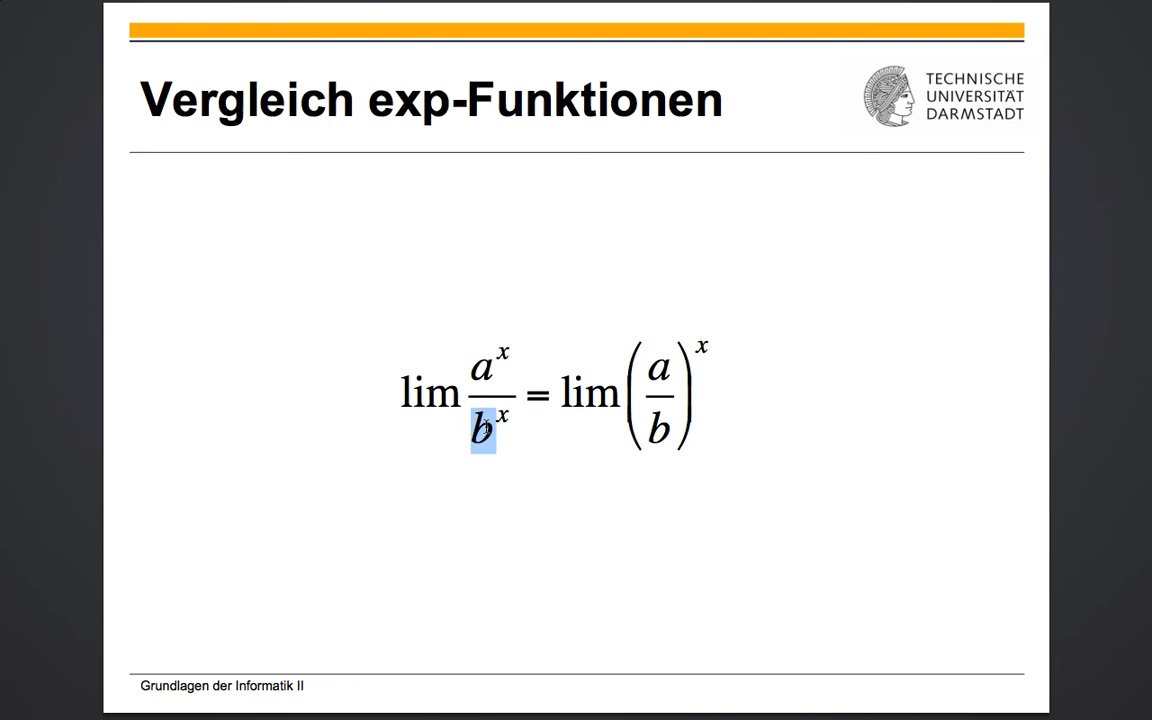 Vergleich exp-Funktionen
TECHNISCHE
UNIVERSITÄT
DARMSTADT
lim a^x / b^x = lim (a / b)^x
Grundlagen der Informatik II